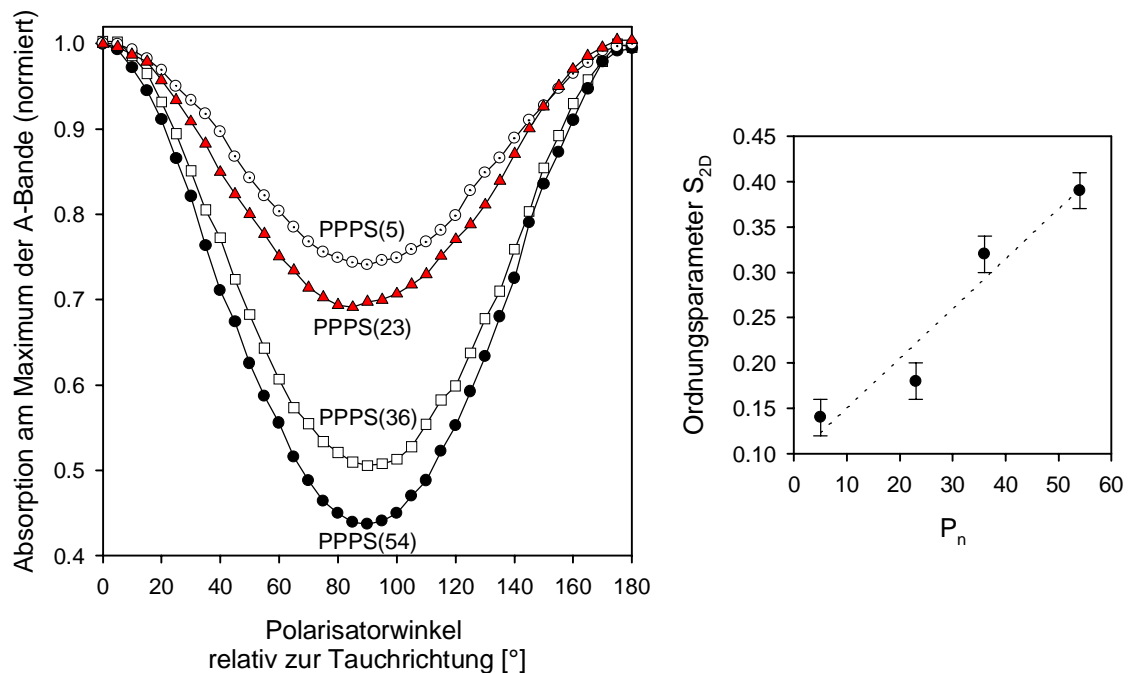 Absorption am Maximum der A-Bande (normiert)
1.0
0.9
0.8
0.7
0.6
0.5
0.4
PPPS(5)
PPPS(23)
PPPS(36)
PPPS(54)
0 20 40 60 80 100 120 140 160 180
Polarisatorwinkel
relativ zur Tauchrichtung [°]
Ordnungsparameter S2D
0.45
0.40
0.35
0.30
0.25
0.20
0.15
0.10
0 10 20 30 40 50 60
Pn